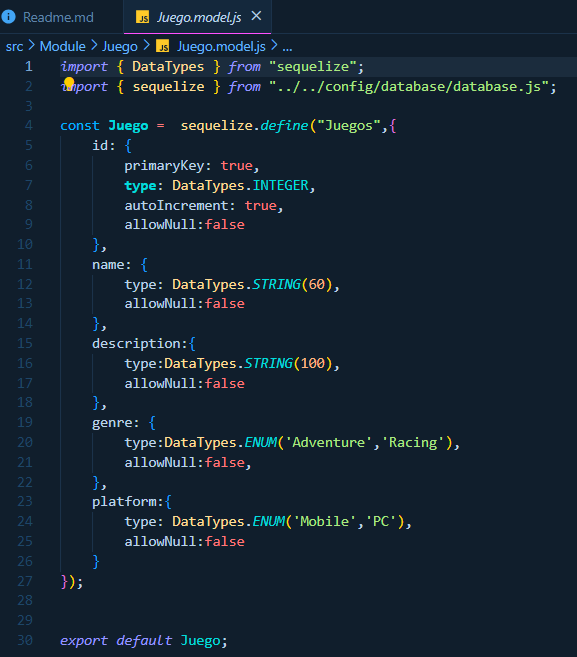 Readme.md JS Juego.model.js ×
src > Module > Juego > JS Juego.model.js > ...
1 import { DataTypes } from "sequelize";
2 import { sequelize } from "../../config/database/database.js";
3
4 const Juego =  sequelize.define("Juegos",{
5     id: {
6         primaryKey: true,
7         type: DataTypes.INTEGER,
8         autoIncrement: true,
9         allowNull:false
10     },
11     name: {
12         type: DataTypes.STRING(60),
13         allowNull:false
14     },
15     description:{
16         type:DataTypes.STRING(100),
17         allowNull:false
18     },
19     genre: {
20         type:DataTypes.ENUM('Adventure','Racing'),
21         allowNull:false,
22     },
23     platform:{
24         type: DataTypes.ENUM('Mobile','PC'),
25         allowNull:false
26     }
27 });
28
29
30 export default Juego;